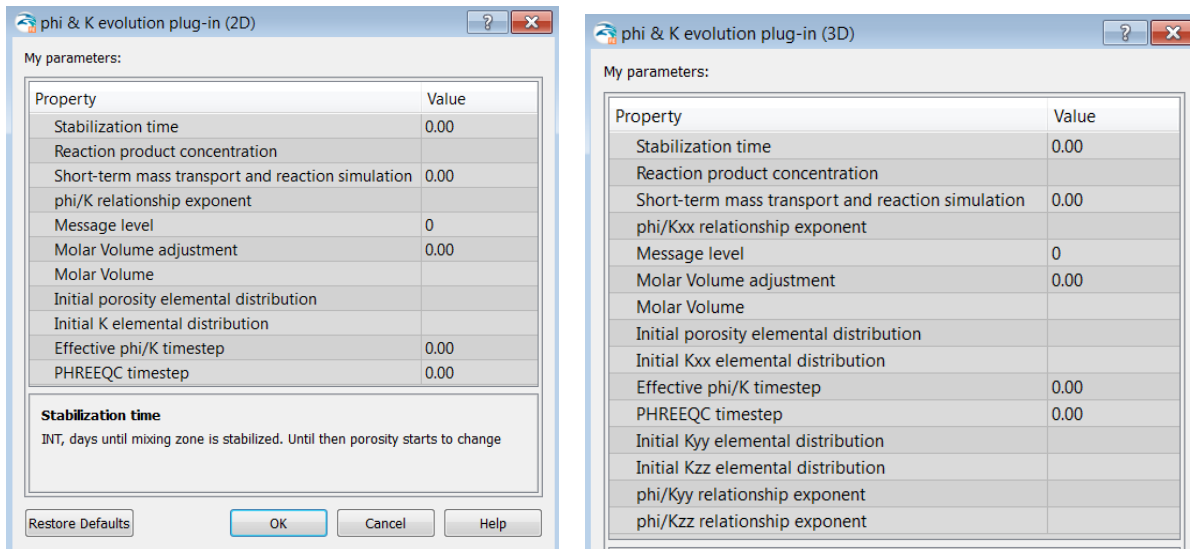 phi & K evolution plug-in (2D)
My parameters:
Property Value
Stabilization time 0.00
Reaction product concentration
Short-term mass transport and reaction simulation 0.00
phi/K relationship exponent
Message level 0
Molar Volume adjustment 0.00
Molar Volume
Initial porosity elemental distribution
Initial K elemental distribution
Effective phi/K timestep 0.00
PHREEQC timestep 0.00
Stabilization time
INT, days until mixing zone is stabilized. Until then porosity starts to change
Restore Defaults OK Cancel Help
phi & K evolution plug-in (3D)
My parameters:
Property Value
Stabilization time 0.00
Reaction product concentration
Short-term mass transport and reaction simulation 0.00
phi/Kxx relationship exponent
Message level 0
Molar Volume adjustment 0.00
Molar Volume
Initial porosity elemental distribution
Initial Kxx elemental distribution
Effective phi/K timestep 0.00
PHREEQC timestep 0.00
Initial Kyy elemental distribution
Initial Kzz elemental distribution
phi/Kyy relationship exponent
phi/Kzz relationship exponent